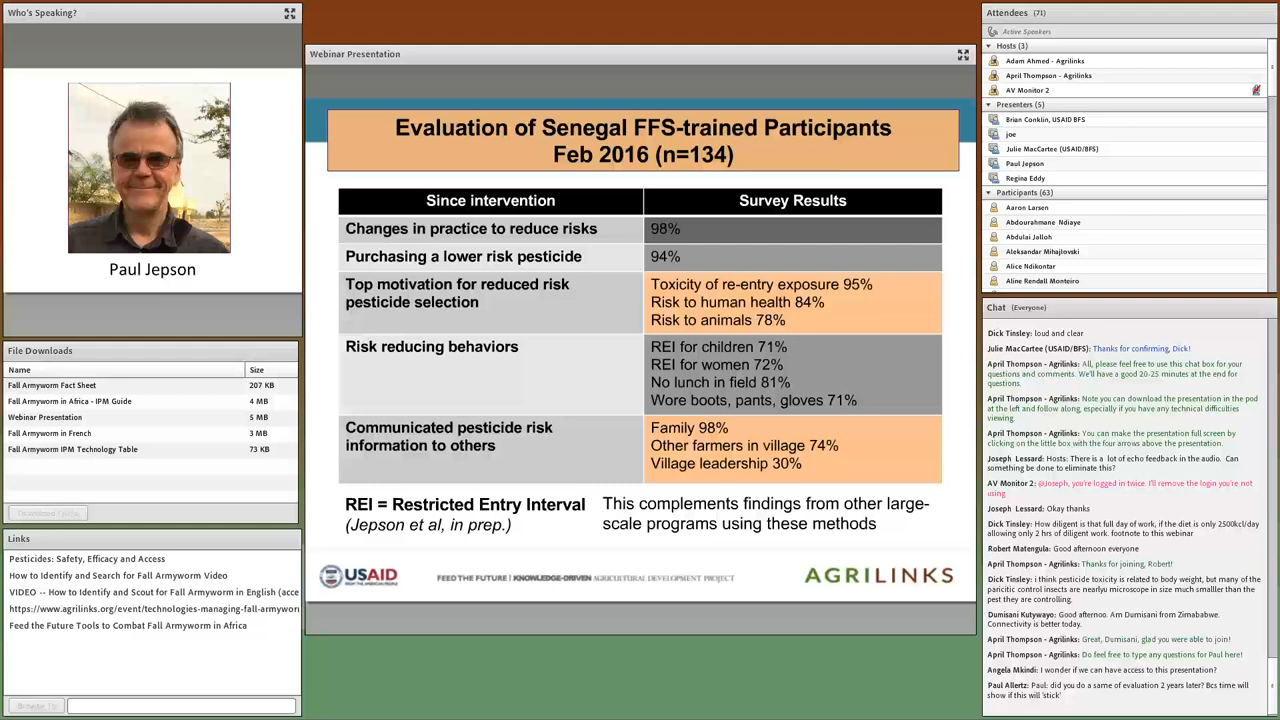 Who's Speaking?
Paul Jepson
File Downloads
Name Size
Fall Armyworm Fact Sheet 207 KB
Fall Armyworm in Africa - IPM Guide 4 MB
Webinar Presentation 5 MB
Fall Armyworm in French 3 MB
Fall Armyworm IPM Technology Table 73 KB
Links
Pesticides: Safety, Efficacy and Access
How to Identify and Search for Fall Armyworm Video
VIDEO -- How to Identify and Scout for Fall Armyworm in English (acce
https://www.agrilinks.org/event/technologies-managing-fall-armyworn
Feed the Future Tools to Combat Fall Armyworm in Africa
Browse To
Webinar Presentation
Evaluation of Senegal FFS-trained Participants
Feb 2016 (n=134)
Since intervention Survey Results
Changes in practice to reduce risks 98%
Purchasing a lower risk pesticide 94%
Top motivation for reduced risk
pesticide selection
Toxicity of re-entry exposure 95%
Risk to human health 84%
Risk to animals 78%
Risk reducing behaviors
REI for children 71%
REI for women 72%
No lunch in field 81%
Wore boots, pants, gloves 71%
Communicated pesticide risk
information to others
Family 98%
Other farmers in village 74%
Village leadership 30%
REI = Restricted Entry Interval
(Jepson et al, in prep.)
This complements findings from other large-
scale programs using these methods
USAID
FROM THE AMERICAN PEOPLE
FEED THE FUTURE | KNOWLEDGE-DRIVEN AGRICULTURAL DEVELOPMENT PROJECT
AGRILINKS
Attendees (71)
Active Speakers
Hosts (3)
Adam Ahmed - Agrilinks
April Thompson - Agrilinks
AV Monitor 2
Presenters (5)
Brian Conklin, USAID BFS
joe
Julie MacCartee (USAID/BFS)
Paul Jepson
Regina Eddy
Participants (63)
Aaron Larsen
Abdourahmane Ndiaye
Abdulai Jalloh
Aleksandar Mihajlovski
Alice Ndikontar
Aline Rendall Monteiro
Chat (Everyone)
Dick Tinsley: loud and clear
Julie MacCartee (USAID/BFS): Thanks for confirming, Dick!
April Thompson - Agrilinks: All, please feel free to use this chat box for your
questions and comments. We'll have a good 20-25 minutes at the end for
questions.
April Thompson - Agrilinks: Note you can download the presentation in the pod
at the left and follow along, especially if you have any technical difficulties
viewing.
April Thompson - Agrilinks: You can make the presentation full screen by
clicking on the little box with the four arrows above the presentation.
Joseph Lessard: Hosts: There is a lot of echo feedback in the audio. Can
something be done to eliminate this?
AV Monitor 2: @Joseph, you're logged in twice. I'll remove the login you're not
using
Joseph Lessard: Okay thanks
Dick Tinsley: How diligent is that full day of work, if the diet is only 2500kcl/day
allowing only 2 hrs of diligent work. footnote to this webinar
Robert Matengula: Good afternoon everyone
April Thompson - Agrilinks: Thanks for joining, Robert!
Dick Tinsley: i think pesticide toxicity is related to body weight, but many of the
paricitic control insects are nearlyu microscope in size much smaller than the
pest they are controlling.
Dumisani Kutywayo: Good afternoo. Am Dumisani from Zimababwe.
Connectivity is better today.
April Thompson - Agrilinks: Great, Dumisani, glad you were able to join!
April Thompson - Agrilinks: Do feel free to type any questions for Paul here!
Angela Mkindi: I wonder if we can have access to this presentation?
Paul Allertz: Paul: did you do a same of evaluation 2 years later? Bcs time will
show if this will 'stick'